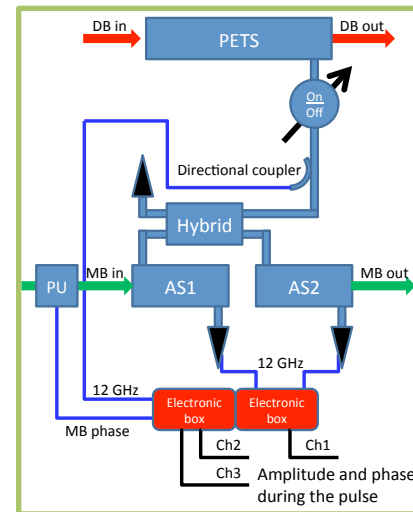 DB in
DB out
PETS
On
Off
Directional coupler
Hybrid
MB in
MB out
PU
AS1
AS2
12 GHz
12 GHz
Electronic
box
Electronic
box
MB phase
Ch2
Ch1
Ch3
Amplitude and phase
during the pulse